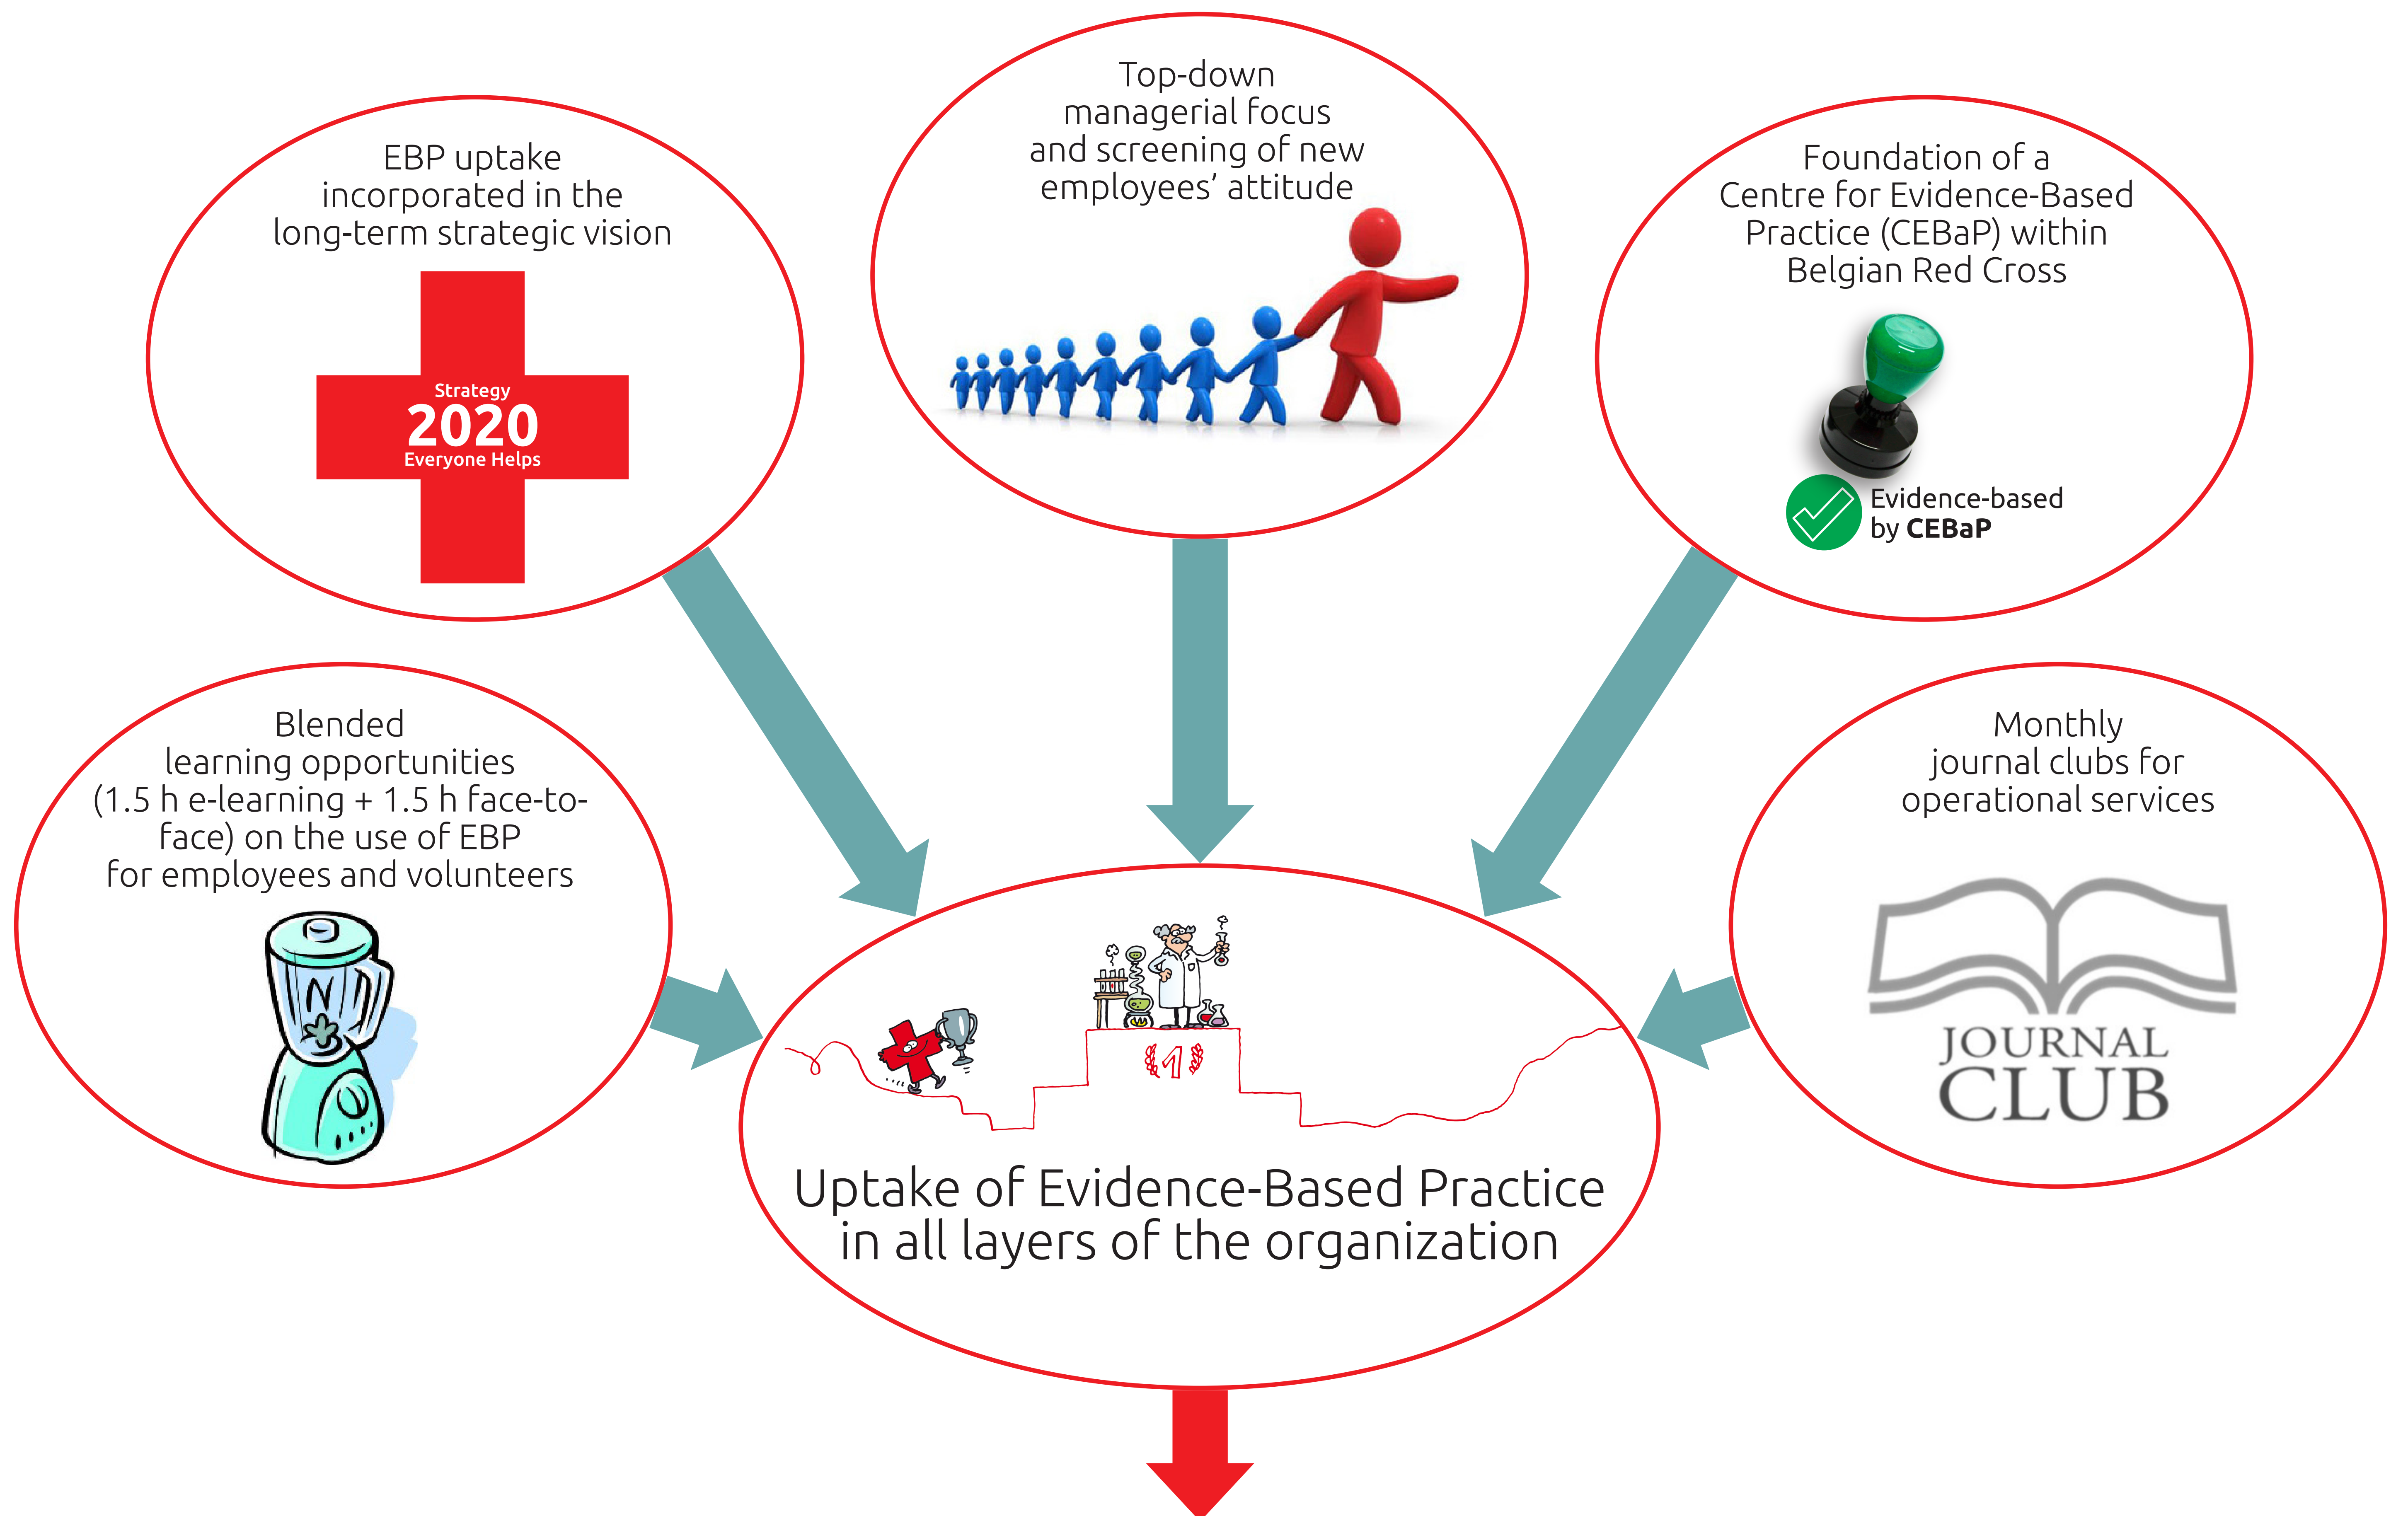 Top-down
managerial focus
and screening of new
employees’ attitude
EBP uptake
incorporated in the
long-term strategic vision
Strategy
2020
Everyone Helps
Foundation of a
Centre for Evidence-Based
Practice (CEBaP) within
Belgian Red Cross
Evidence-based
by CEBaP
Blended
learning opportunities
(1.5 h e-learning + 1.5 h face-to-
face) on the use of EBP
for employees and volunteers
Monthly
journal clubs for
operational services
JOURNAL
CLUB
1
Uptake of Evidence-Based Practice
in all layers of the organization